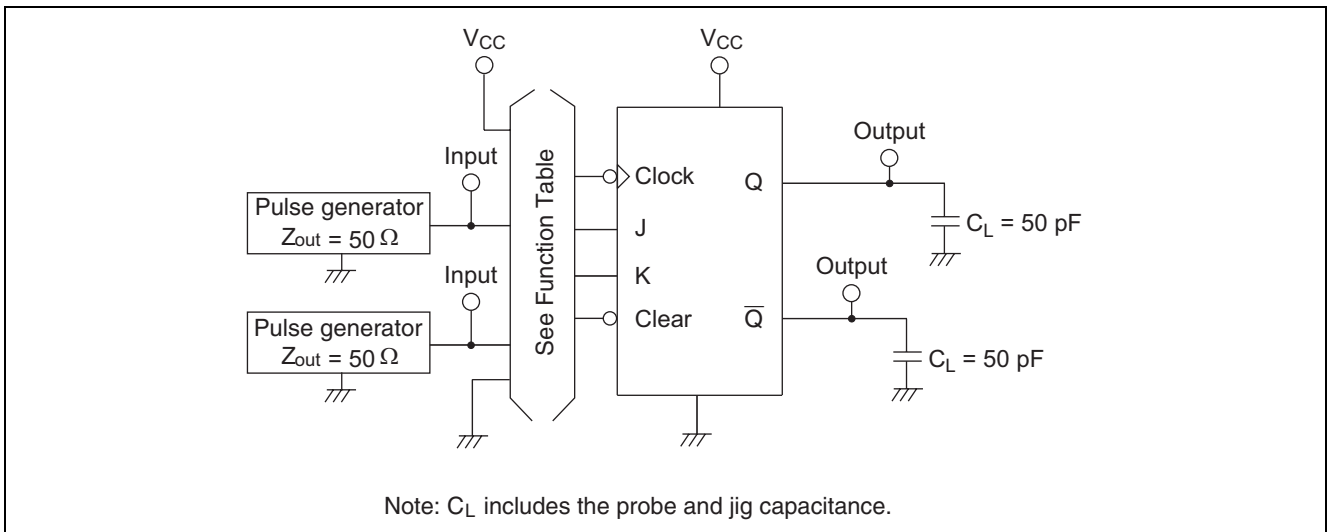 VCC
VCC
Output
Input
Clock
Q
Pulse generator
Zout = 50 Ω
J
CL = 50 pF
See Function Table
Input
K
Output
Pulse generator
Zout = 50 Ω
Clear
Q̅
CL = 50 pF
Note: CL includes the probe and jig capacitance.